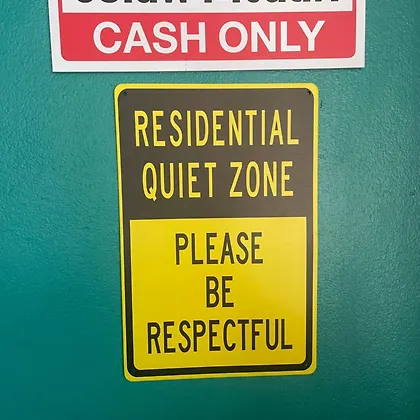 CASH ONLY
RESIDENTIAL
QUIET ZONE
PLEASE
BE
RESPECTFUL